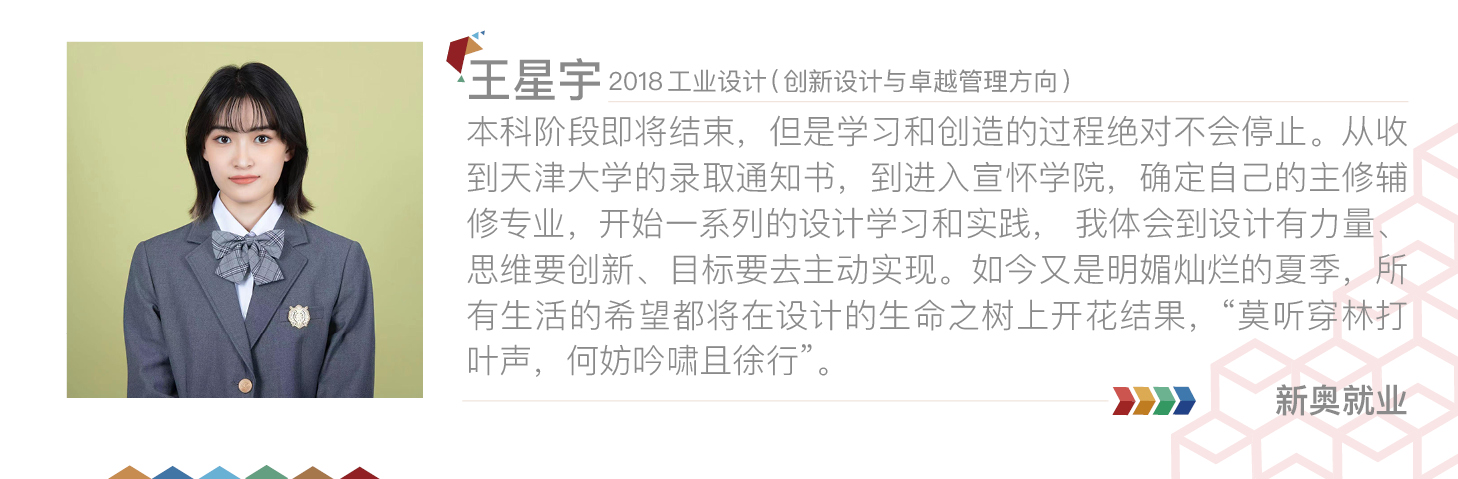 王星宇 2018 工业设计(创新设计与卓越管理方向)
本科阶段即将结束，但是学习和创造的过程绝对不会停止。从收
到天津大学的录取通知书，到进入宣怀学院，确定自己的主修辅
修专业，开始一系列的设计学习和实践， 我体会到设计有力量、
思维要创新、目标要去主动实现。如今又是明媚灿烂的夏季，所
有生活的希望都将在设计的生命之树上开花结果，“莫听穿林打
叶声，何妨吟啸且徐行”。
新奥就业